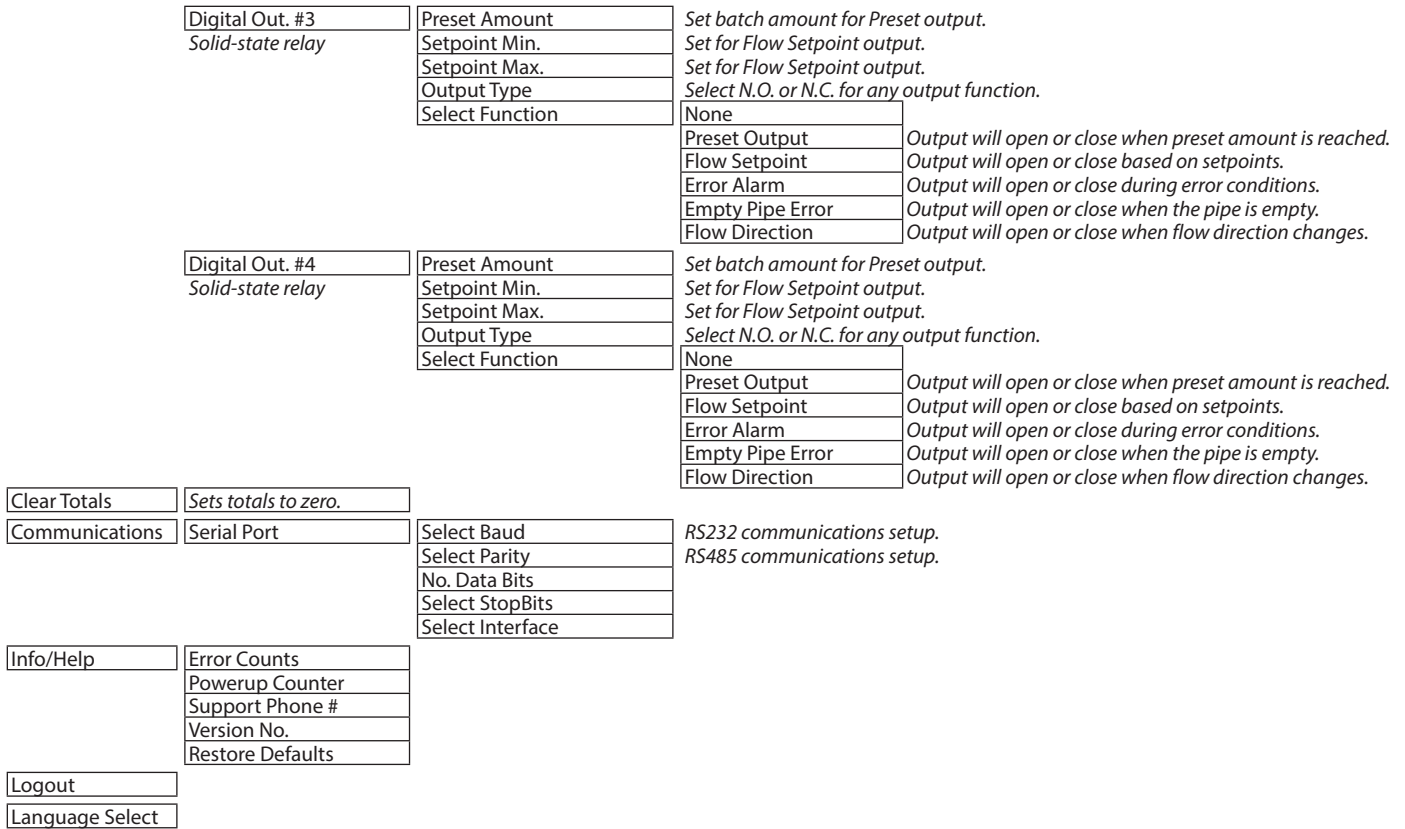 Digital Out. #3 Preset Amount Set batch amount for Preset output.
Solid-state relay Setpoint Min. Set for Flow Setpoint output.
Setpoint Max. Set for Flow Setpoint output.
Output Type Select N.O. or N.C. for any output function.
Select Function None
Preset Output Output will open or close when preset amount is reached.
Flow Setpoint Output will open or close based on setpoints.
Error Alarm Output will open or close during error conditions.
Empty Pipe Error Output will open or close when the pipe is empty.
Flow Direction Output will open or close when flow direction changes.
Digital Out. #4 Preset Amount Set batch amount for Preset output.
Solid-state relay Setpoint Min. Set for Flow Setpoint output.
Setpoint Max. Set for Flow Setpoint output.
Output Type Select N.O. or N.C. for any output function.
Select Function None
Preset Output Output will open or close when preset amount is reached.
Flow Setpoint Output will open or close based on setpoints.
Error Alarm Output will open or close during error conditions.
Empty Pipe Error Output will open or close when the pipe is empty.
Flow Direction Output will open or close when flow direction changes.
Clear Totals Sets totals to zero.
Communications Serial Port Select Baud RS232 communications setup.
Select Parity RS485 communications setup.
No. Data Bits
Select StopBits
Select Interface
Info/Help Error Counts
Powerup Counter
Support Phone #
Version No.
Restore Defaults
Logout
Language Select